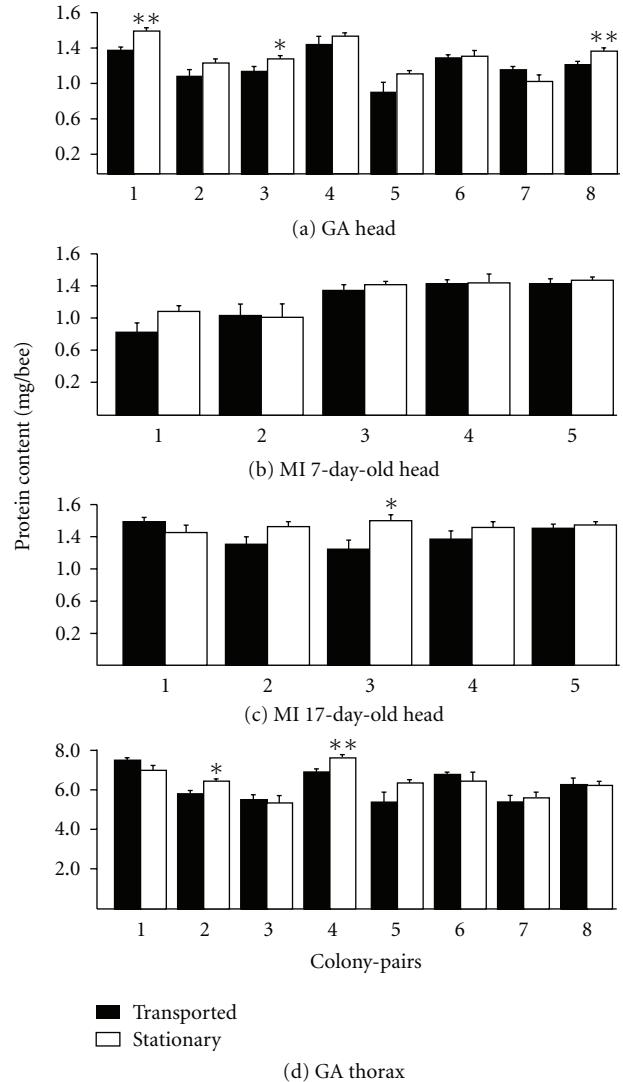 Protein content (mg/bee)
1.6
1.4
1.0
0.6
0.2
** * **
1 2 3 4 5 6 7 8
(a) GA head
1.6
1.4
1.0
0.6
0.2
1 2 3 4 5
(b) MI 7-day-old head
1.6
1.4
1.0
0.6
0.2
*
1 2 3 4 5
(c) MI 17-day-old head
8.0
6.0
4.0
2.0
* **
1 2 3 4 5 6 7 8
Colony-pairs
Transported
Stationary
(d) GA thorax